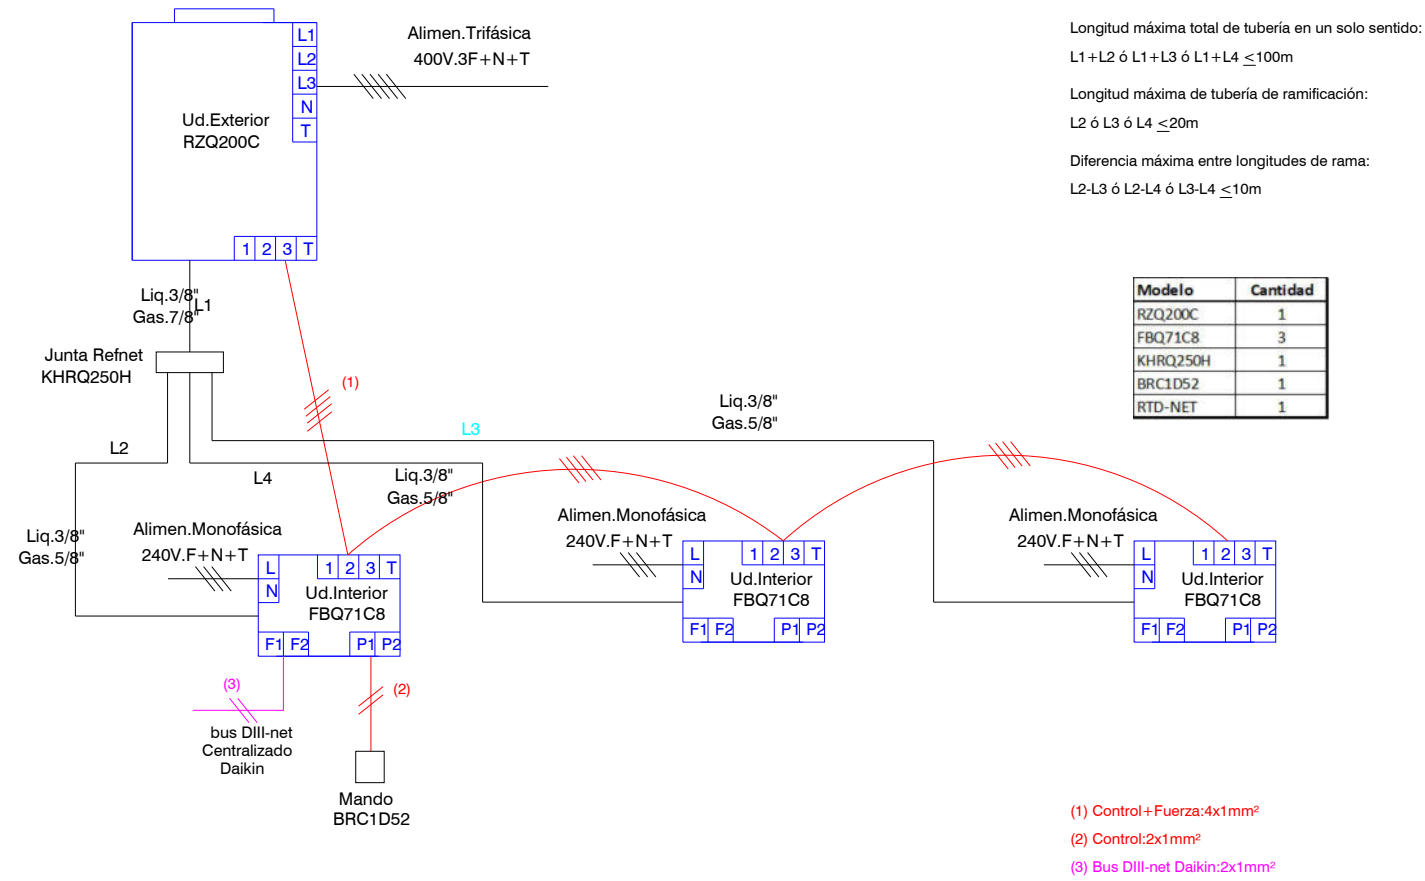 L1
L2
L3
N
T
Alimen.Trifásica
400V.3F+N+T
Ud.Exterior
RZQ200C
1 2 3 T
Longitud máxima total de tubería en un solo sentido:
L1+L2 ó L1+L3 ó L1+L4 ≤100m
Longitud máxima de tubería de ramificación:
L2 ó L3 ó L4 ≤20m
Diferencia máxima entre longitudes de rama:
L2-L3 ó L2-L4 ó L3-L4 ≤10m
Modelo Cantidad
RZQ200C 1
FBQ71C8 3
KHRQ250H 1
BRC1D52 1
RTD-NET 1
Liq.3/8"
Gas.7/8"
L1
Junta Refnet
KHRQ250H
(1)
L2
L4
L3
Liq.3/8"
Gas.5/8"
Liq.3/8"
Gas.5/8"
Liq.3/8"
Gas.5/8"
Alimen.Monofásica
240V.F+N+T
L
N
1 2 3 T
Ud.Interior
FBQ71C8
F1 F2 P1 P2
Alimen.Monofásica
240V.F+N+T
L
N
1 2 3 T
Ud.Interior
FBQ71C8
F1 F2 P1 P2
Alimen.Monofásica
240V.F+N+T
L
N
1 2 3 T
Ud.Interior
FBQ71C8
F1 F2 P1 P2
(3)
bus DIII-net
Centralizado
Daikin
(2)
Mando
BRC1D52
(1) Control+Fuerza:4x1mm²
(2) Control:2x1mm²
(3) Bus DIII-net Daikin:2x1mm²